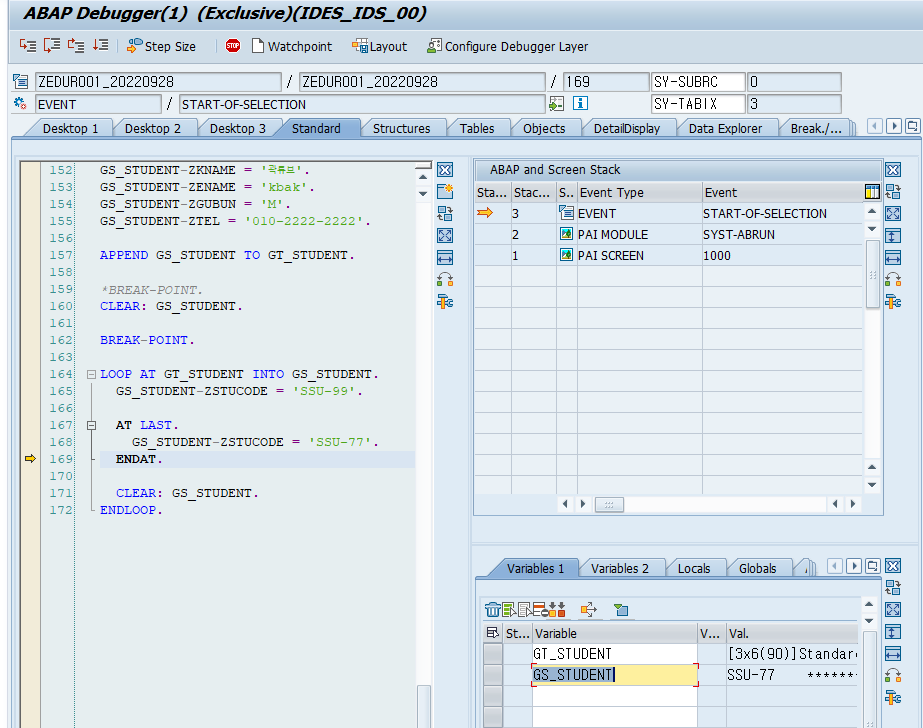 ABAP Debugger(1) (Exclusive)(IDES_IDS_00)
Step Size STOP Watchpoint Layout Configure Debugger Layer
ZEDUR001_20220928 / ZEDUR001_20220928 / 169 SY-SUBRC 0
EVENT / START-OF-SELECTION SY-TABIX 3
Desktop 1 Desktop 2 Desktop 3 Standard Structures Tables Objects DetailDisplay Data Explorer Break./...
152 GS_STUDENT-ZKNAME = '곽튜브'.
153 GS_STUDENT-ZENAME = 'kbak'.
154 GS_STUDENT-ZGUBUN = 'M'.
155 GS_STUDENT-ZTEL = '010-2222-2222'.
156
157 APPEND GS_STUDENT TO GT_STUDENT.
158
159 *BREAK-POINT.
160 CLEAR: GS_STUDENT.
161
162 BREAK-POINT.
163
164 LOOP AT GT_STUDENT INTO GS_STUDENT.
165 GS_STUDENT-ZSTUCODE = 'SSU-99'.
166
167 AT LAST.
168 GS_STUDENT-ZSTUCODE = 'SSU-77'.
169 ENDAT.
170
171 CLEAR: GS_STUDENT.
172 ENDLOOP.
ABAP and Screen Stack
Sta... Stac... S.. Event Type Event
3 EVENT START-OF-SELECTION
2 PAI MODULE SYST-ABRUN
1 PAI SCREEN 1000
Variables 1 Variables 2 Locals Globals
St... Variable V... Val.
GT_STUDENT [3x6(90)]Standar
GS_STUDENT SSU-77 ******